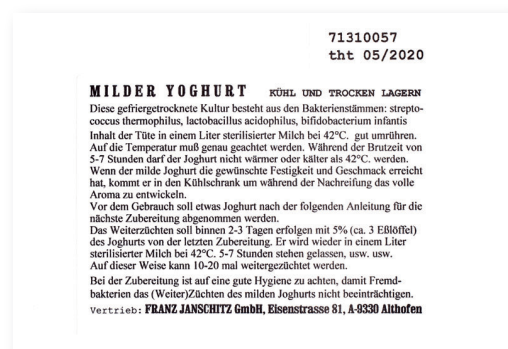 71310057
tht 05/2020
MILDER YOGHURT KÜHL UND TROCKEN LAGERN
Diese gefriergetrocknete Kultur besteht aus den Bakterienstämmen: strepto-
coccus thermophilus, lactobacillus acidophilus, bifidobacterium infantis
Inhalt der Tüte in einem Liter sterilisierter Milch bei 42°C. gut umrühren.
Auf die Temperatur muß genau geachtet werden. Während der Brutzeit von
5-7 Stunden darf der Joghurt nicht wärmer oder kälter als 42°C. werden.
Wenn der milde Joghurt die gewünschte Festigkeit und Geschmack erreicht
hat, kommt er in den Kühlschrank um während der Nachreifung das volle
Aroma zu entwickeln.
Vor dem Gebrauch soll etwas Joghurt nach der folgenden Anleitung für die
nächste Zubereitung abgenommen werden.
Das Weiterzüchten soll binnen 2-3 Tagen erfolgen mit 5% (ca. 3 Eßlöffel)
des Joghurts von der letzten Zubereitung. Er wird wieder in einem Liter
sterilisierter Milch bei 42°C. 5-7 Stunden stehen gelassen, usw. usw.
Auf dieser Weise kann 10-20 mal weitergezüchtet werden.
Bei der Zubereitung ist auf eine gute Hygiene zu achten, damit Fremd-
bakterien das (Weiter)Züchten des milden Joghurts nicht beeinträchtigen.
Vertrieb: FRANZ JANSCHITZ GmbH, Eisenstrasse 81, A-9330 Althofen